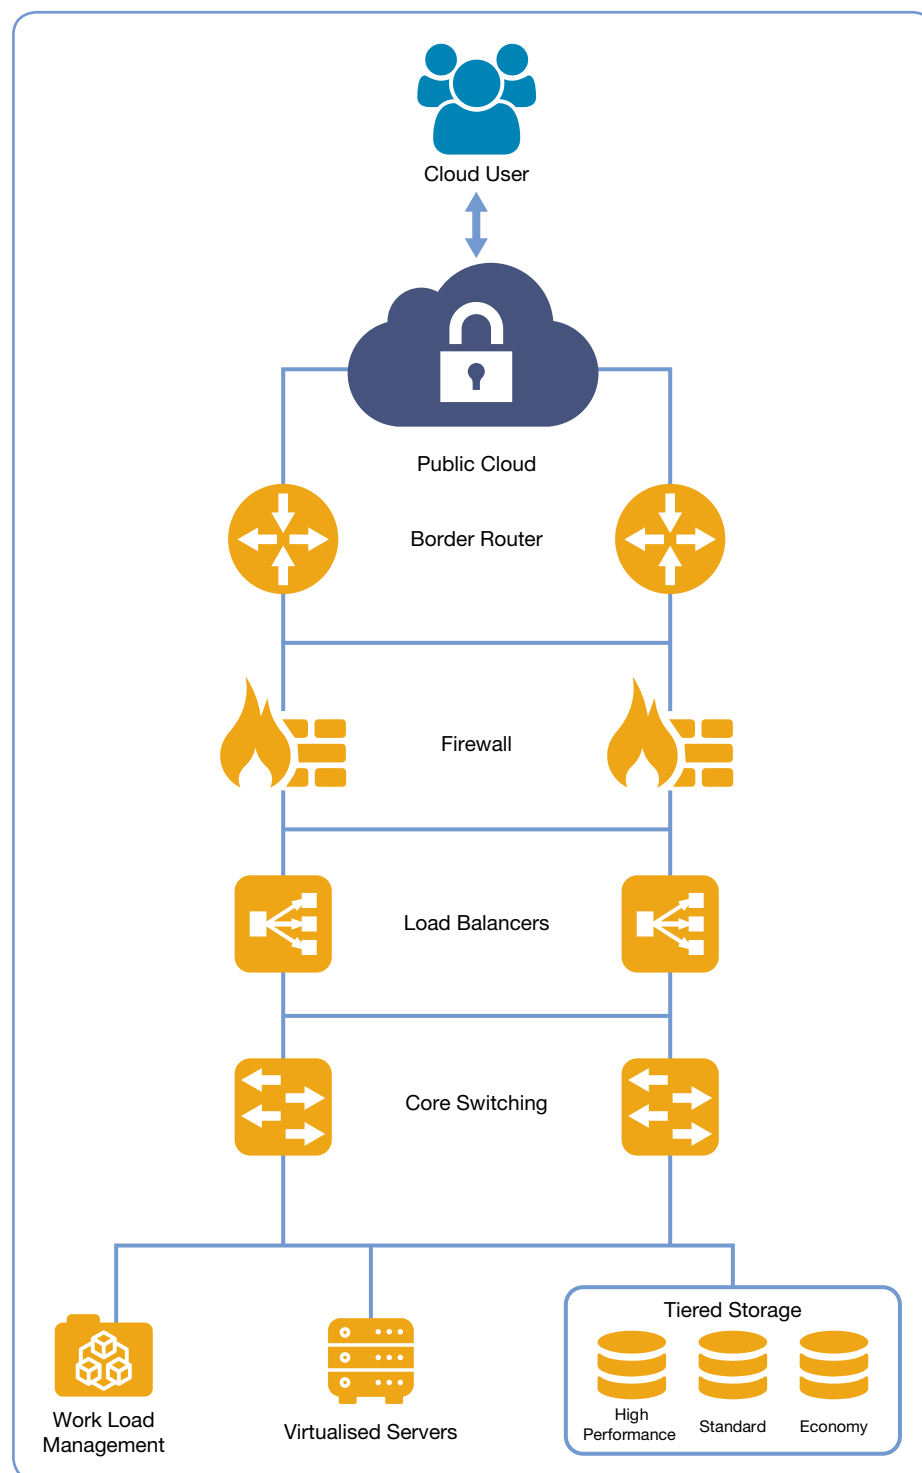 Cloud User
Public Cloud
Border Router
Firewall
Load Balancers
Core Switching
Work Load
Management
Virtualised Servers
Tiered Storage
High
Performance
Standard
Economy